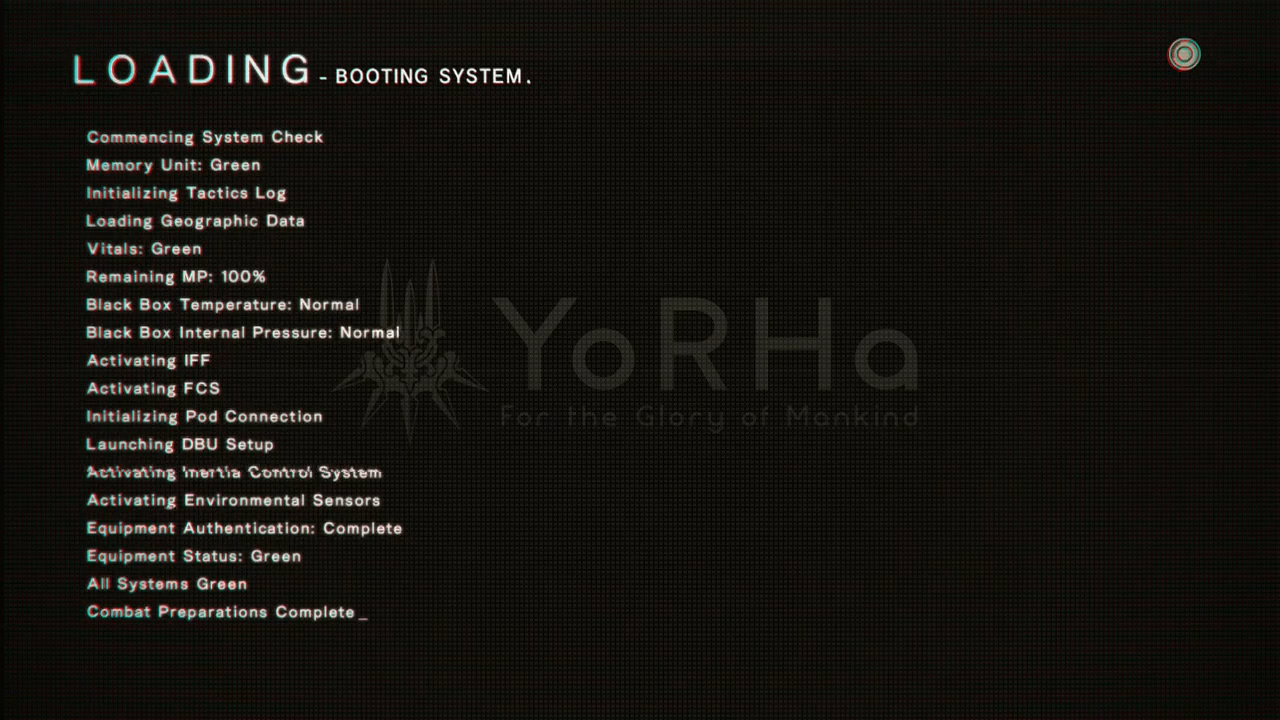 LOADING - BOOTING SYSTEM.
Commencing System Check
Memory Unit: Green
Initializing Tactics Log
Loading Geographic Data
Vitals: Green
Remaining MP: 100%
Black Box Temperature: Normal
Black Box Internal Pressure: Normal
Activating IFF
Activating FCS
Initializing Pod Connection
Launching DBU Setup
Activating Inertia Control System
Activating Environmental Sensors
Equipment Authentication: Complete
Equipment Status: Green
All Systems Green
Combat Preparations Complete_
YoRHa
For the Glory of Mankind